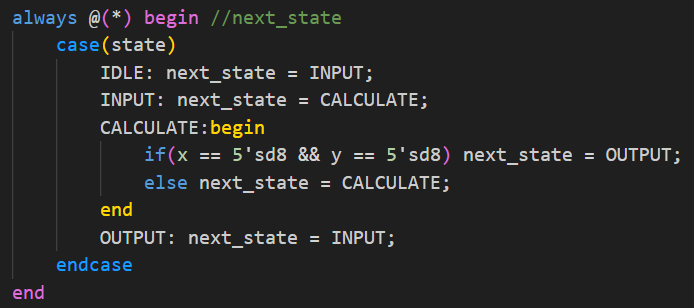 always @(*) begin //next_state
case(state)
IDLE: next_state = INPUT;
INPUT: next_state = CALCULATE;
CALCULATE:begin
if(x == 5'sd8 && y == 5'sd8) next_state = OUTPUT;
else next_state = CALCULATE;
end
OUTPUT: next_state = INPUT;
endcase
end